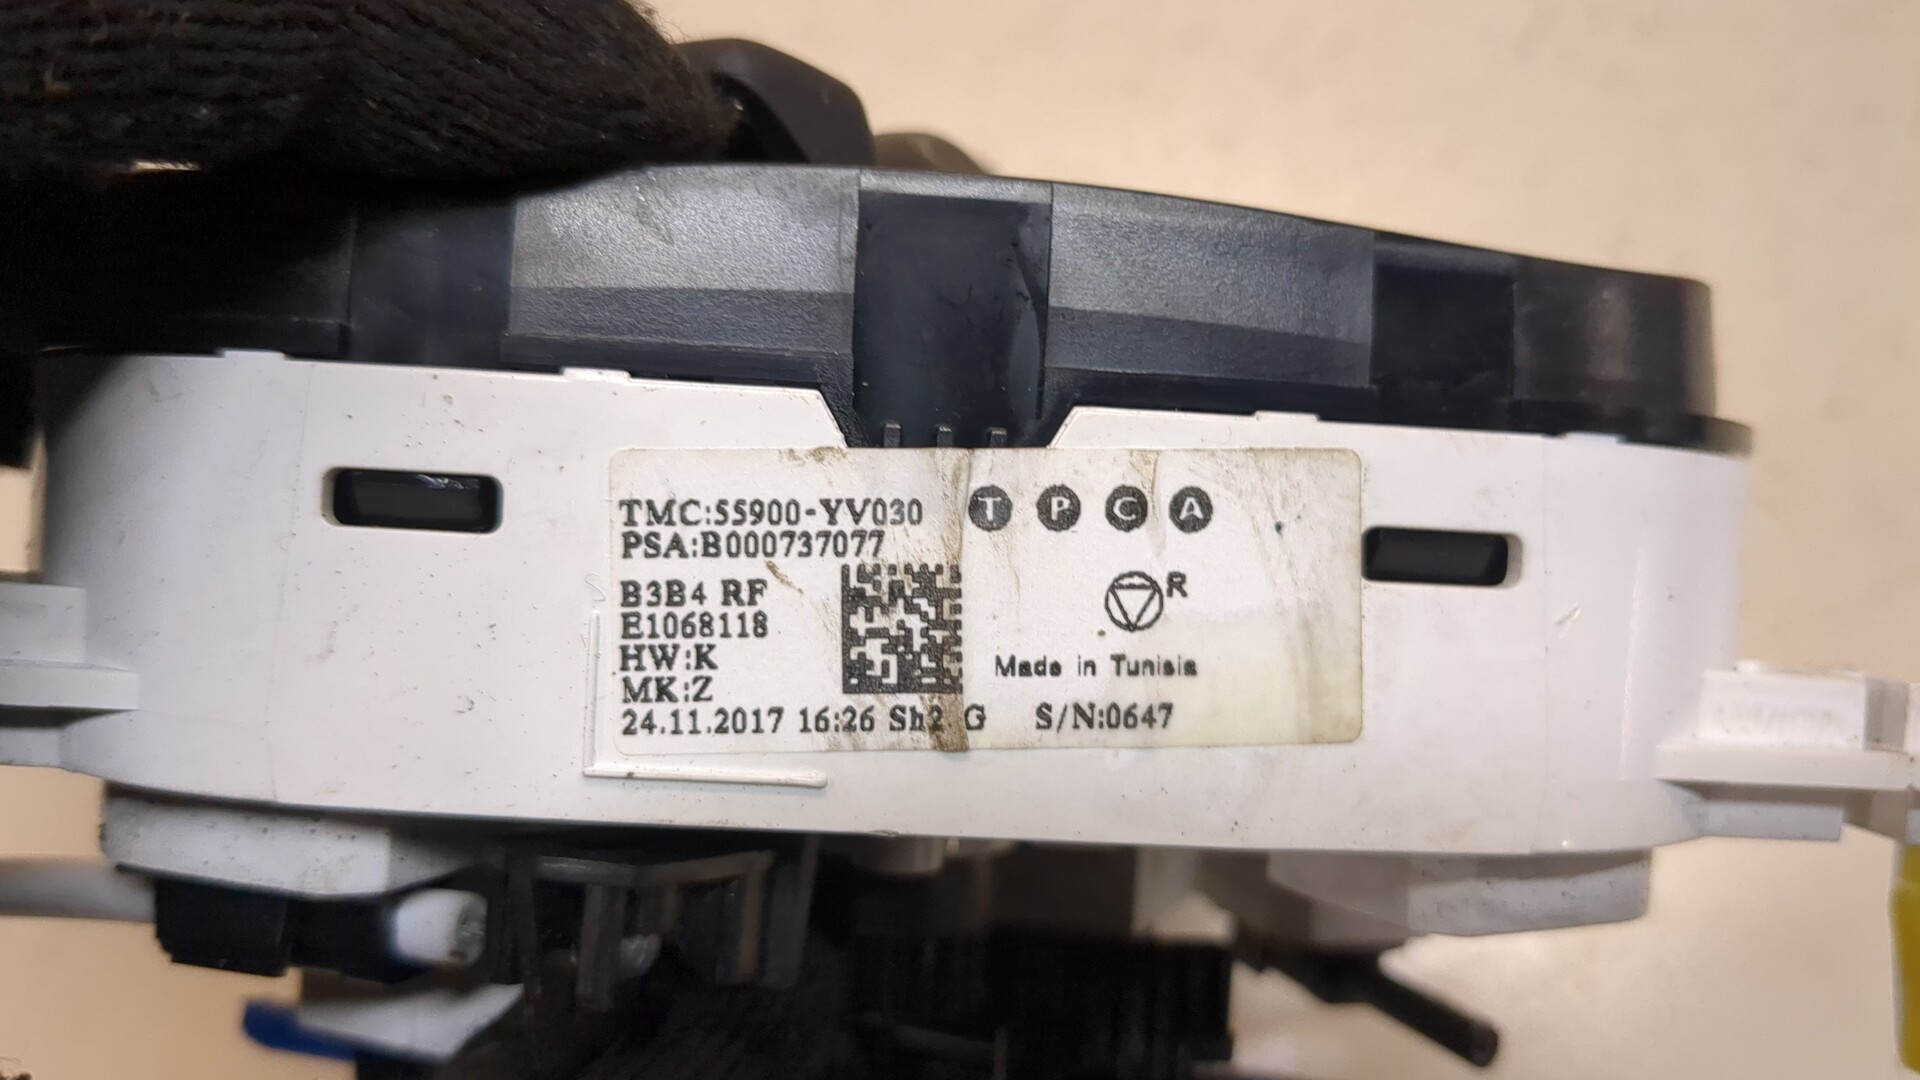 TMC:55900-YV030 T P C A
PSA:B000737077
B3B4 RF
E1068118
HW:K
MK:Z
R
Made in Tunisia
24.11.2017 16:26 Sh2 G S/N:0647